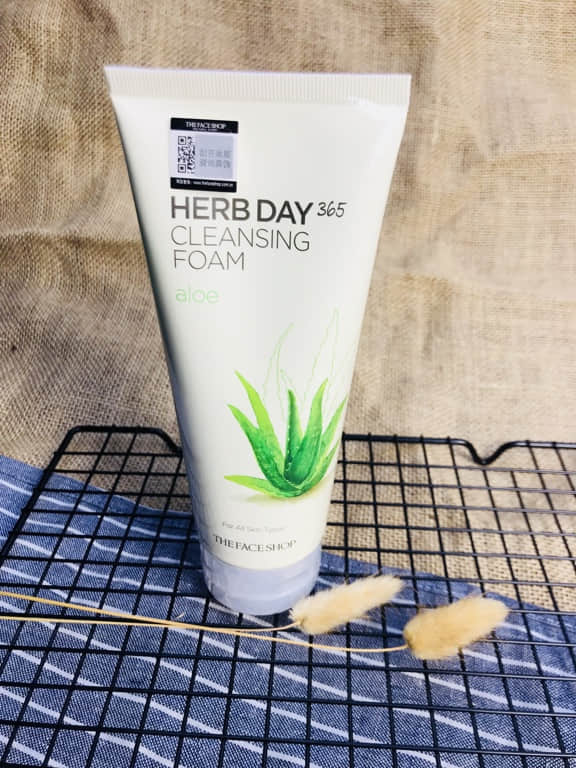 THE FACE SHOP
HERB DAY 365
CLEANSING
FOAM
aloe
For All Skin Types
THE FACE SHOP